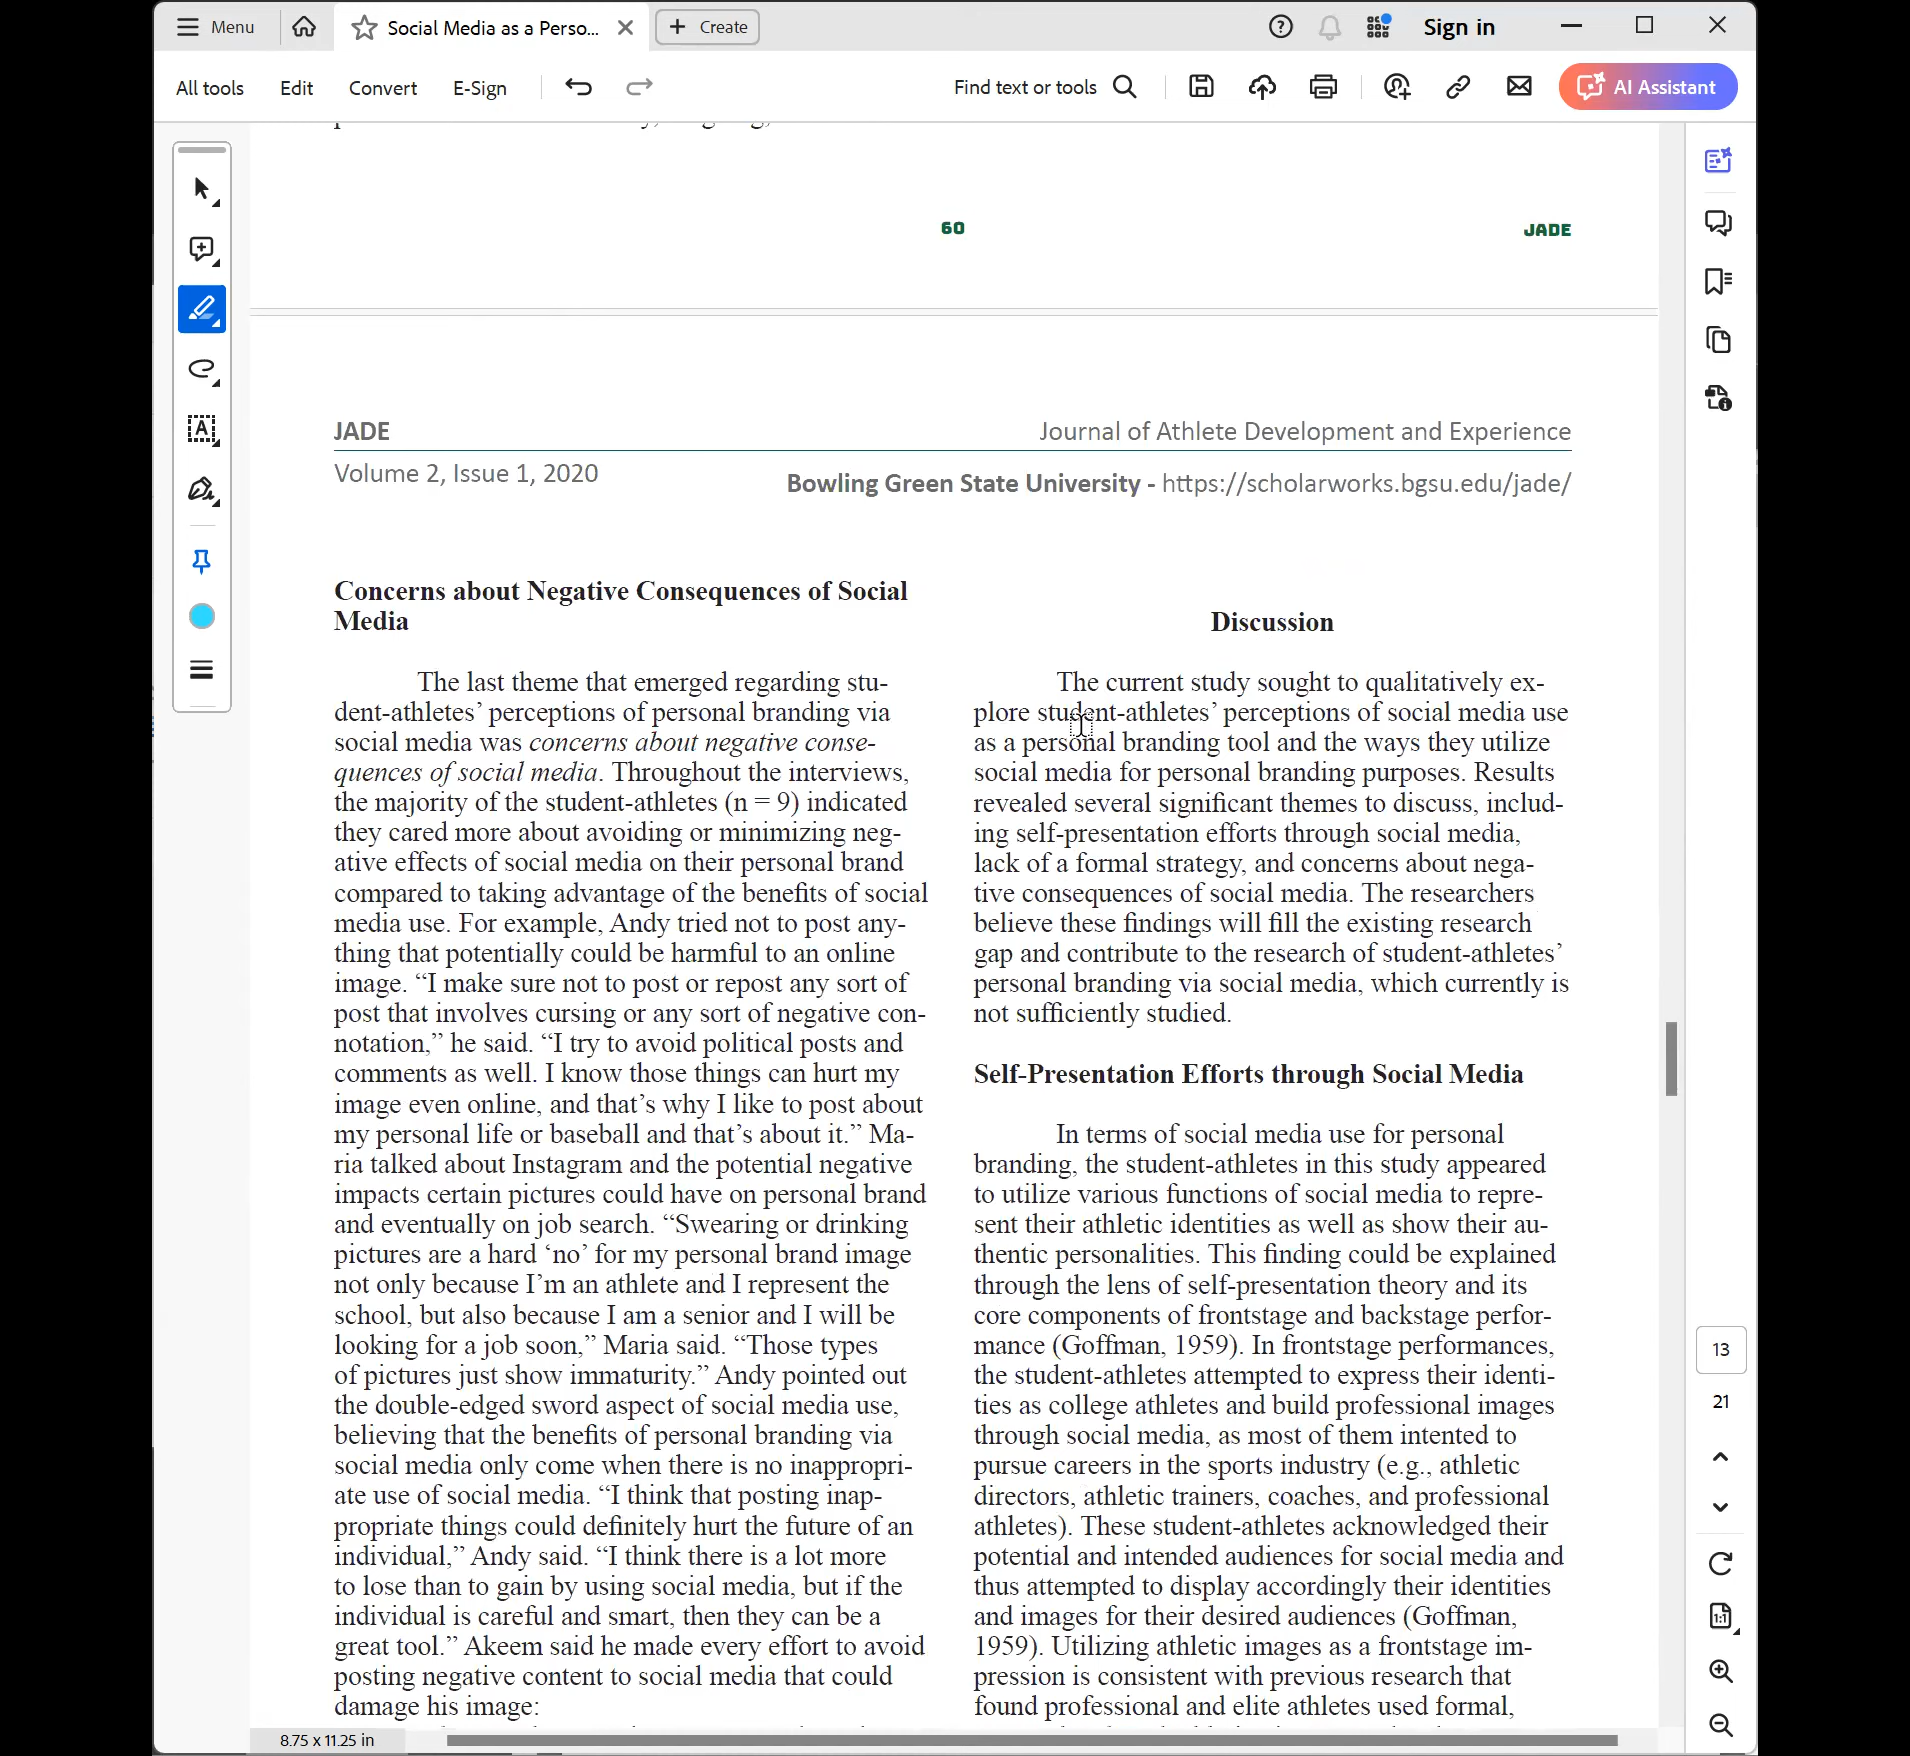 Menu
Social Media as a Perso...
Create
Sign in
All tools
Edit
Convert
E-Sign
Find text or tools
AI Assistant
60
JADE
JADE
Journal of Athlete Development and Experience
Volume 2, Issue 1, 2020
Bowling Green State University - https://scholarworks.bgsu.edu/jade/
Concerns about Negative Consequences of Social
Media
The last theme that emerged regarding stu-
dent-athletes’ perceptions of personal branding via
social media was concerns about negative conse-
quences of social media. Throughout the interviews,
the majority of the student-athletes (n = 9) indicated
they cared more about avoiding or minimizing neg-
ative effects of social media on their personal brand
compared to taking advantage of the benefits of social
media use. For example, Andy tried not to post any-
thing that potentially could be harmful to an online
image. “I make sure not to post or repost any sort of
post that involves cursing or any sort of negative con-
notation,” he said. “I try to avoid political posts and
comments as well. I know those things can hurt my
image even online, and that’s why I like to post about
my personal life or baseball and that’s about it.” Ma-
ria talked about Instagram and the potential negative
impacts certain pictures could have on personal brand
and eventually on job search. “Swearing or drinking
pictures are a hard ‘no’ for my personal brand image
not only because I’m an athlete and I represent the
school, but also because I am a senior and I will be
looking for a job soon,” Maria said. “Those types
of pictures just show immaturity.” Andy pointed out
the double-edged sword aspect of social media use,
believing that the benefits of personal branding via
social media only come when there is no inappropri-
ate use of social media. “I think that posting inap-
propriate things could definitely hurt the future of an
individual,” Andy said. “I think there is a lot more
to lose than to gain by using social media, but if the
individual is careful and smart, then they can be a
great tool.” Akeem said he made every effort to avoid
posting negative content to social media that could
damage his image:
Discussion
The current study sought to qualitatively ex-
plore student-athletes’ perceptions of social media use
as a personal branding tool and the ways they utilize
social media for personal branding purposes. Results
revealed several significant themes to discuss, includ-
ing self-presentation efforts through social media,
lack of a formal strategy, and concerns about nega-
tive consequences of social media. The researchers
believe these findings will fill the existing research
gap and contribute to the research of student-athletes’
personal branding via social media, which currently is
not sufficiently studied.
Self-Presentation Efforts through Social Media
In terms of social media use for personal
branding, the student-athletes in this study appeared
to utilize various functions of social media to repre-
sent their athletic identities as well as show their au-
thentic personalities. This finding could be explained
through the lens of self-presentation theory and its
core components of frontstage and backstage perfor-
mance (Goffman, 1959). In frontstage performances,
the student-athletes attempted to express their identi-
ties as college athletes and build professional images
through social media, as most of them intented to
pursue careers in the sports industry (e.g., athletic
directors, athletic trainers, coaches, and professional
athletes). These student-athletes acknowledged their
potential and intended audiences for social media and
thus attempted to display accordingly their identities
and images for their desired audiences (Goffman,
1959). Utilizing athletic images as a frontstage im-
pression is consistent with previous research that
found professional and elite athletes used formal,
13
21
8.75 x 11.25 in